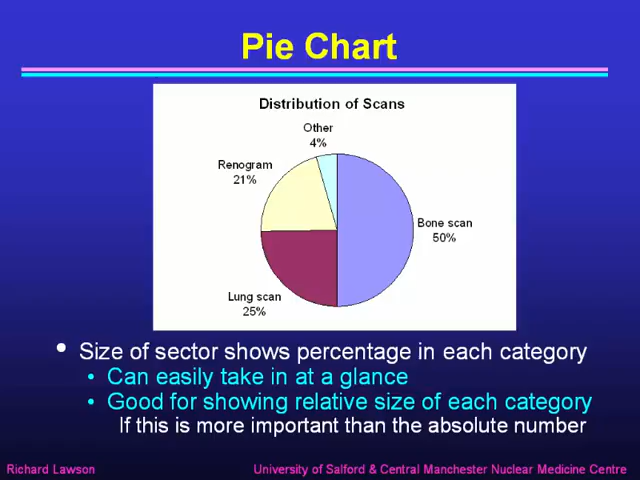 Pie Chart
Distribution of Scans
Other
4%
Renogram
21%
Bone scan
50%
Lung scan
25%
• Size of sector shows percentage in each category
• Can easily take in at a glance
• Good for showing relative size of each category
If this is more important than the absolute number
Richard Lawson
University of Salford & Central Manchester Nuclear Medicine Centre